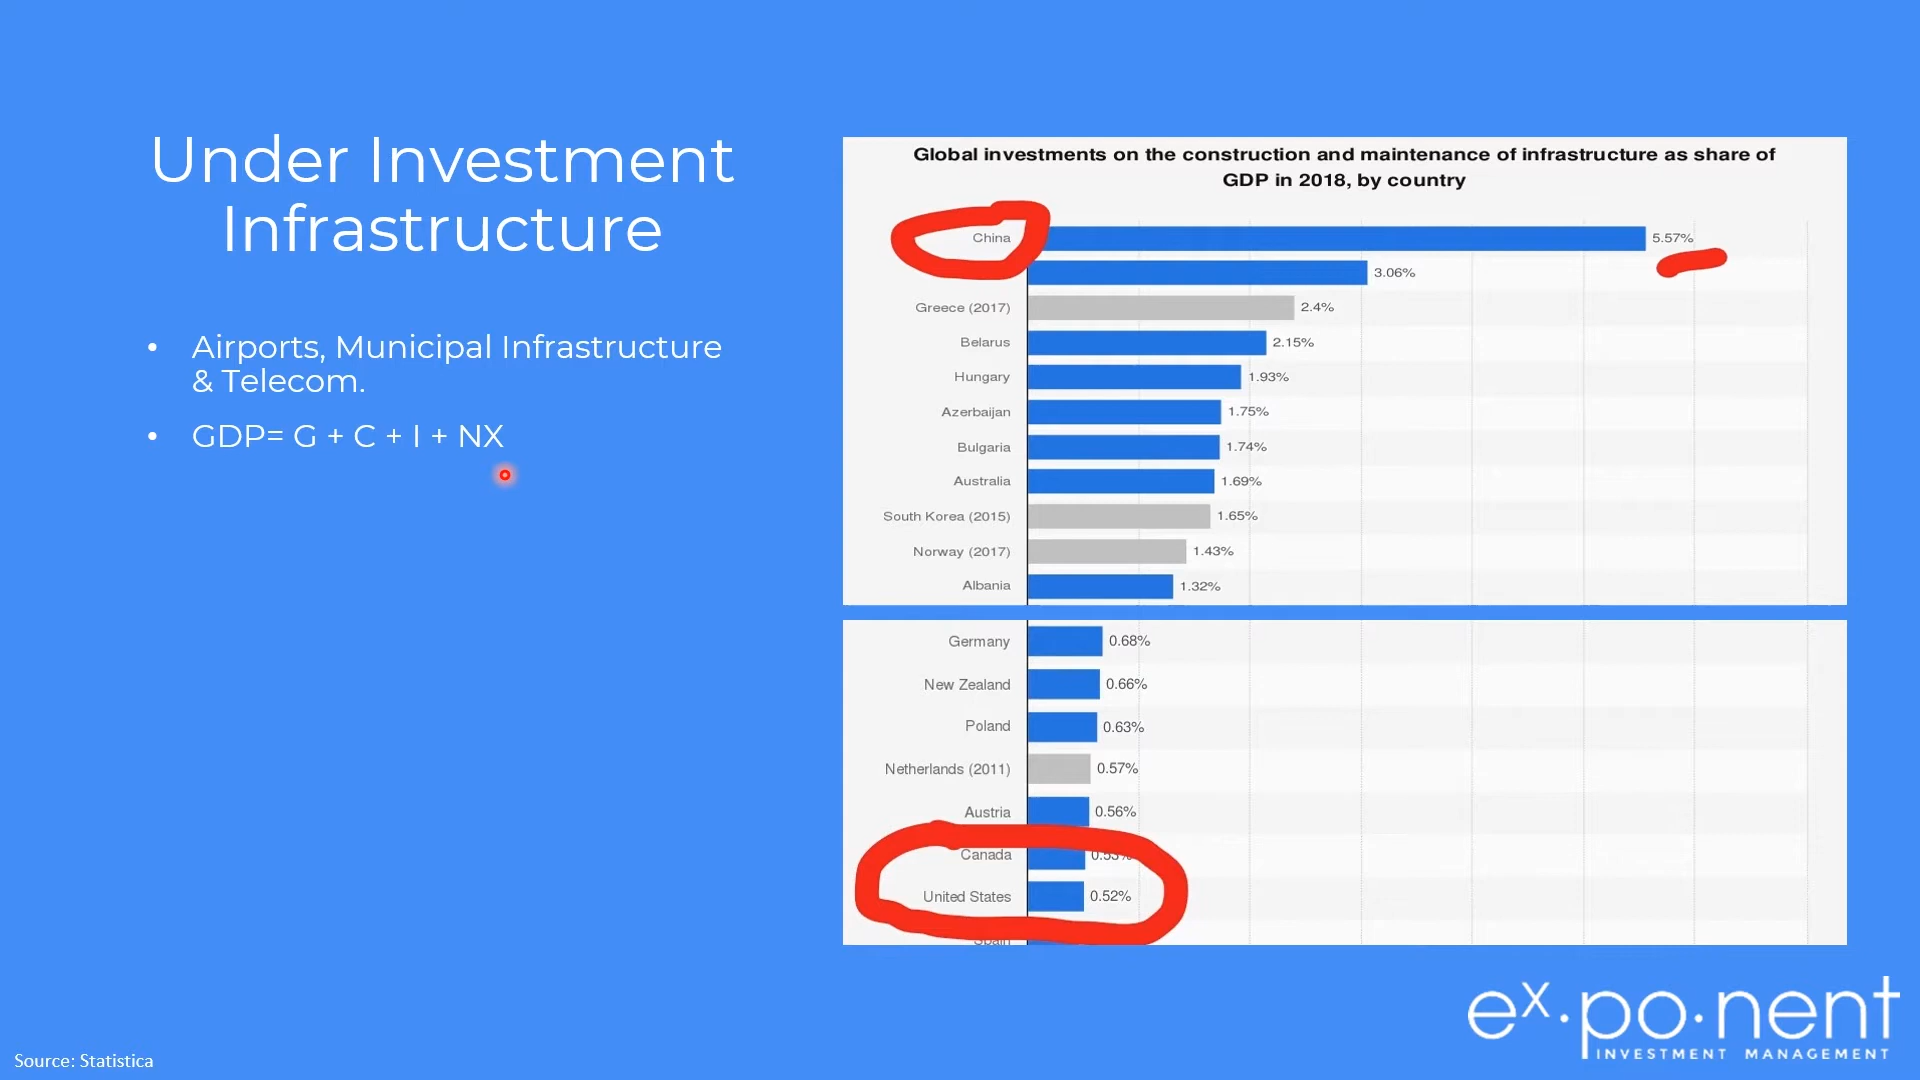 Under Investment
Infrastructure
• Airports, Municipal Infrastructure
& Telecom.
• GDP= G + C + I + NX
Global investments on the construction and maintenance of infrastructure as share of
GDP in 2018, by country
China 5.57%
3.06%
Greece (2017) 2.4%
Belarus 2.15%
Hungary 1.93%
Azerbaijan 1.75%
Bulgaria 1.74%
Australia 1.69%
South Korea (2015) 1.65%
Norway (2017) 1.43%
Albania 1.32%
Germany 0.68%
New Zealand 0.66%
Poland 0.63%
Netherlands (2011) 0.57%
Austria 0.56%
Canada 0.53%
United States 0.52%
Spain
ex·po·nent
INVESTMENT MANAGEMENT
Source: Statistica